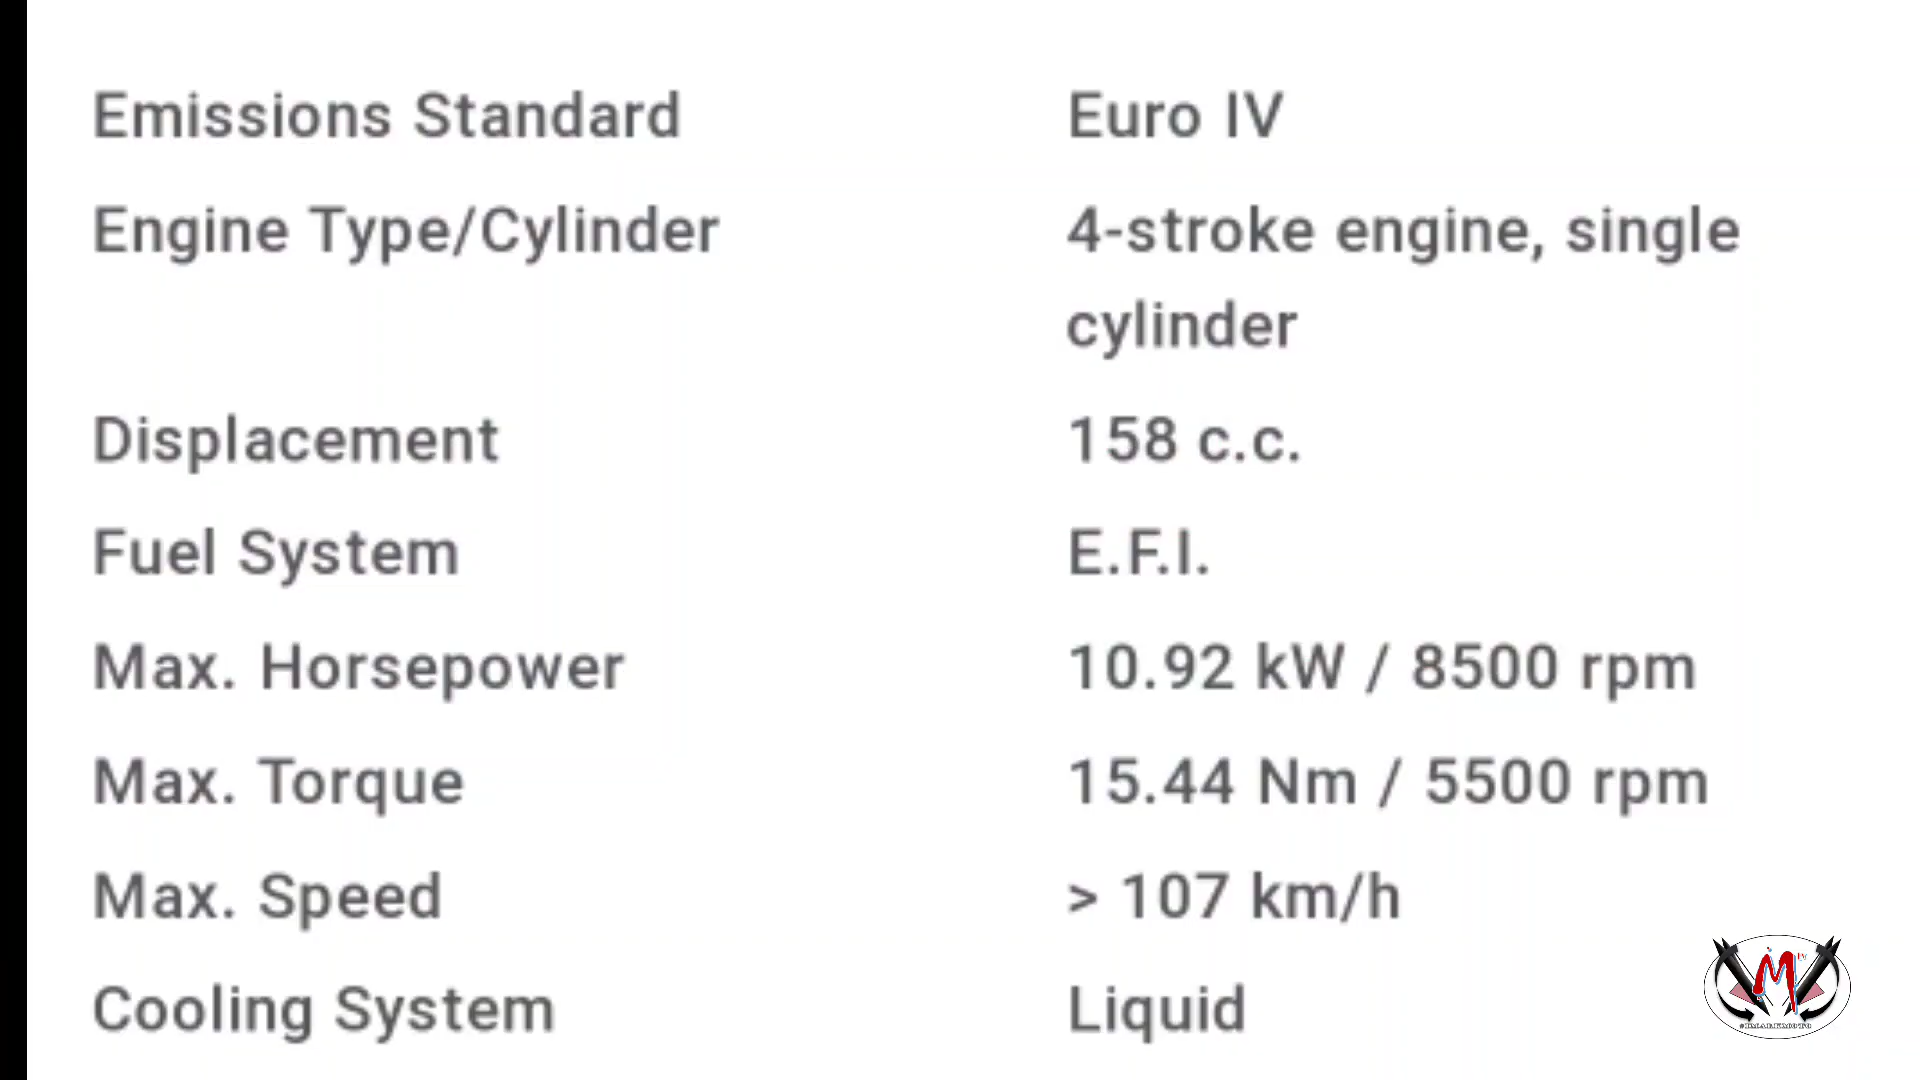 Emissions Standard Euro IV
Engine Type/Cylinder 4-stroke engine, single
cylinder
Displacement 158 c.c.
Fuel System E.F.I.
Max. Horsepower 10.92 kW / 8500 rpm
Max. Torque 15.44 Nm / 5500 rpm
Max. Speed > 107 km/h
Cooling System Liquid
M